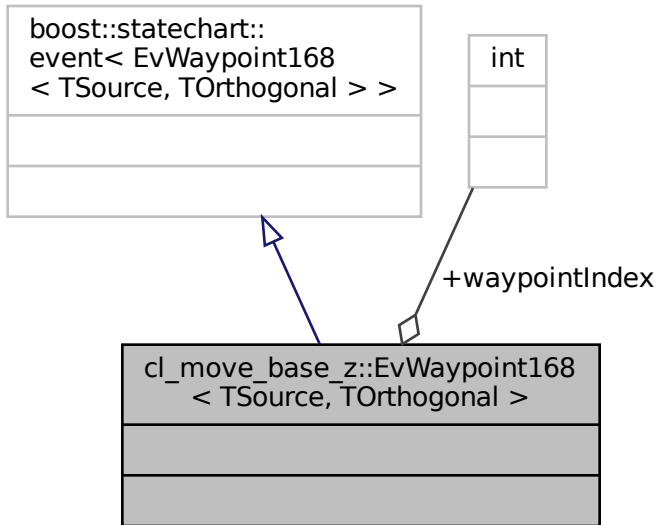 boost::statechart::
event< EvWaypoint168
< TSource, TOrthogonal > >
int
+waypointIndex
cl_move_base_z::EvWaypoint168
< TSource, TOrthogonal >